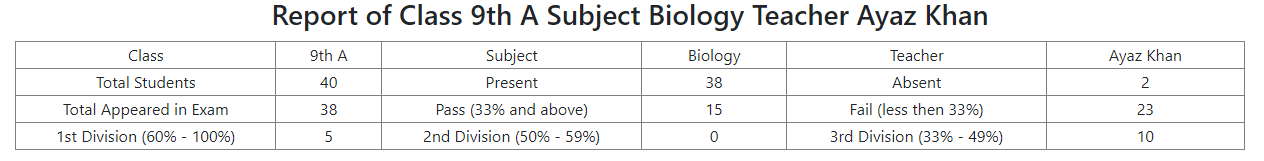 Report of Class 9th A Subject Biology Teacher Ayaz Khan
Class 9th A Subject Biology Teacher Ayaz Khan
Total Students 40 Present 38 Absent 2
Total Appeared in Exam 38 Pass (33% and above) 15 Fail (less then 33%) 23
1st Division (60% - 100%) 5 2nd Division (50% - 59%) 0 3rd Division (33% - 49%) 10